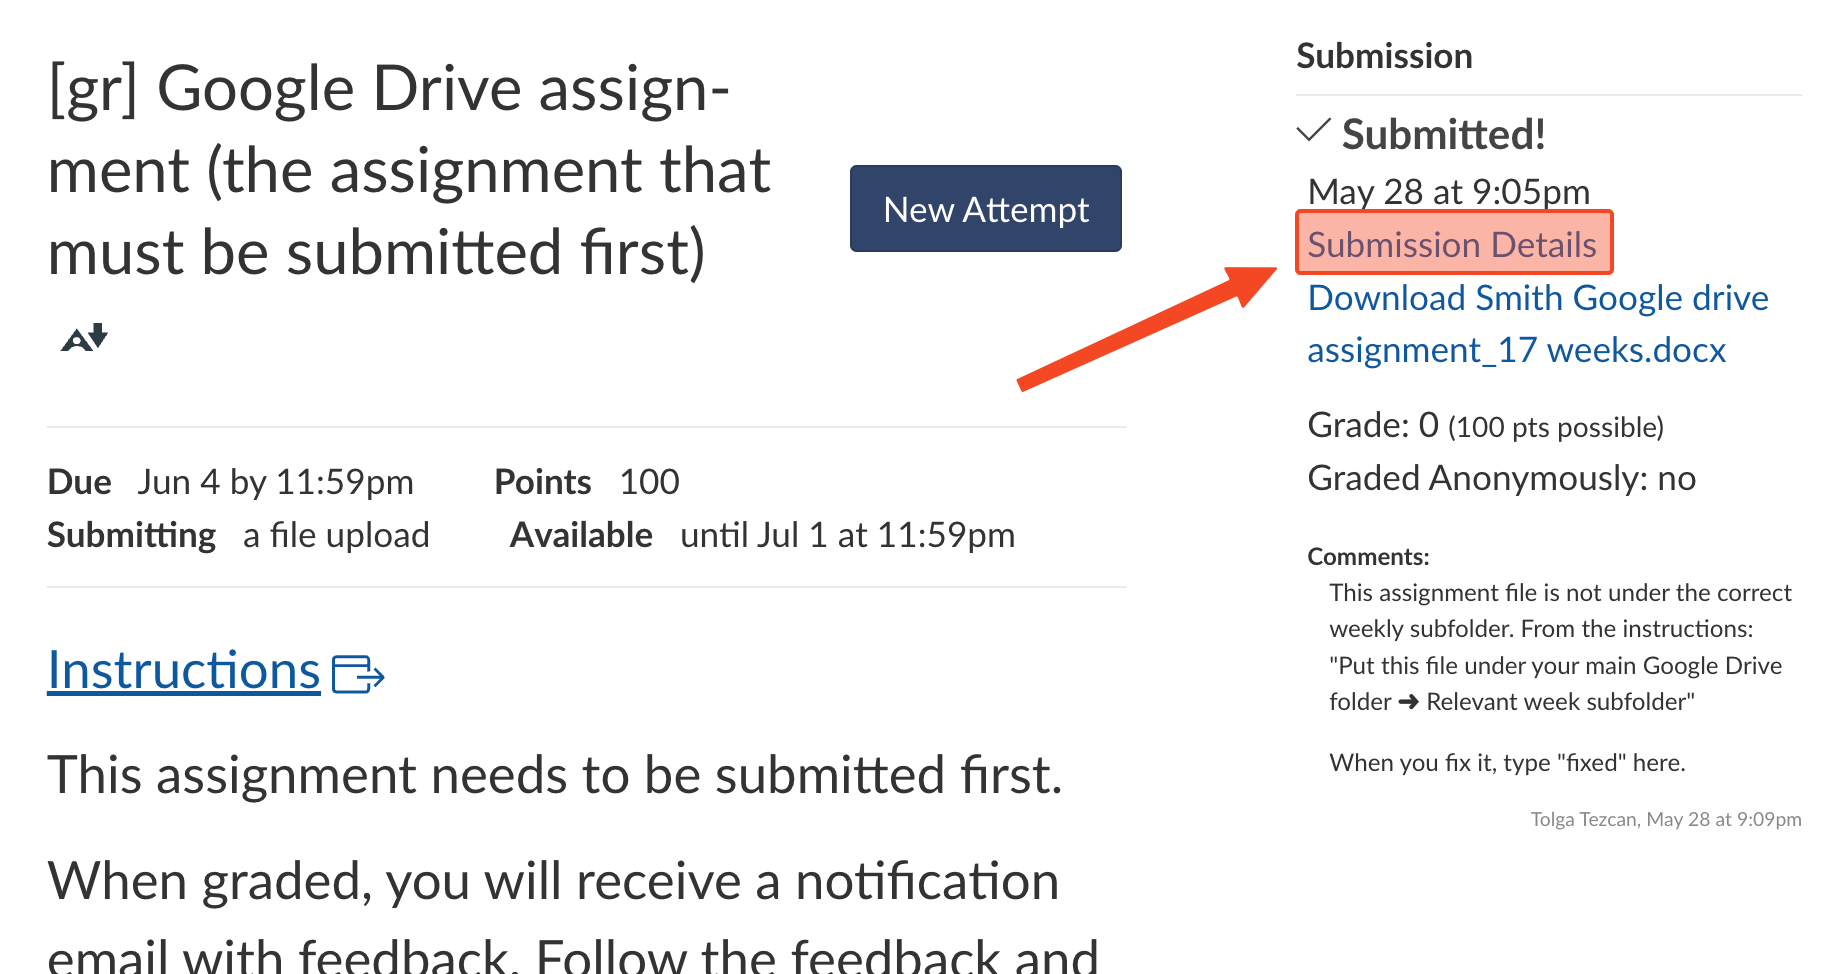 [gr] Google Drive assign-
ment (the assignment that
must be submitted first)
New Attempt
Due Jun 4 by 11:59pm Points 100
Submitting a file upload Available until Jul 1 at 11:59pm
Instructions
This assignment needs to be submitted first.
When graded, you will receive a notification
email with feedback. Follow the feedback and
Submission
Submitted!
May 28 at 9:05pm
Submission Details
Download Smith Google drive
assignment_17 weeks.docx
Grade: 0 (100 pts possible)
Graded Anonymously: no
Comments:
This assignment file is not under the correct
weekly subfolder. From the instructions:
"Put this file under your main Google Drive
folder ➜ Relevant week subfolder"
When you fix it, type "fixed" here.
Tolga Tezcan, May 28 at 9:09pm